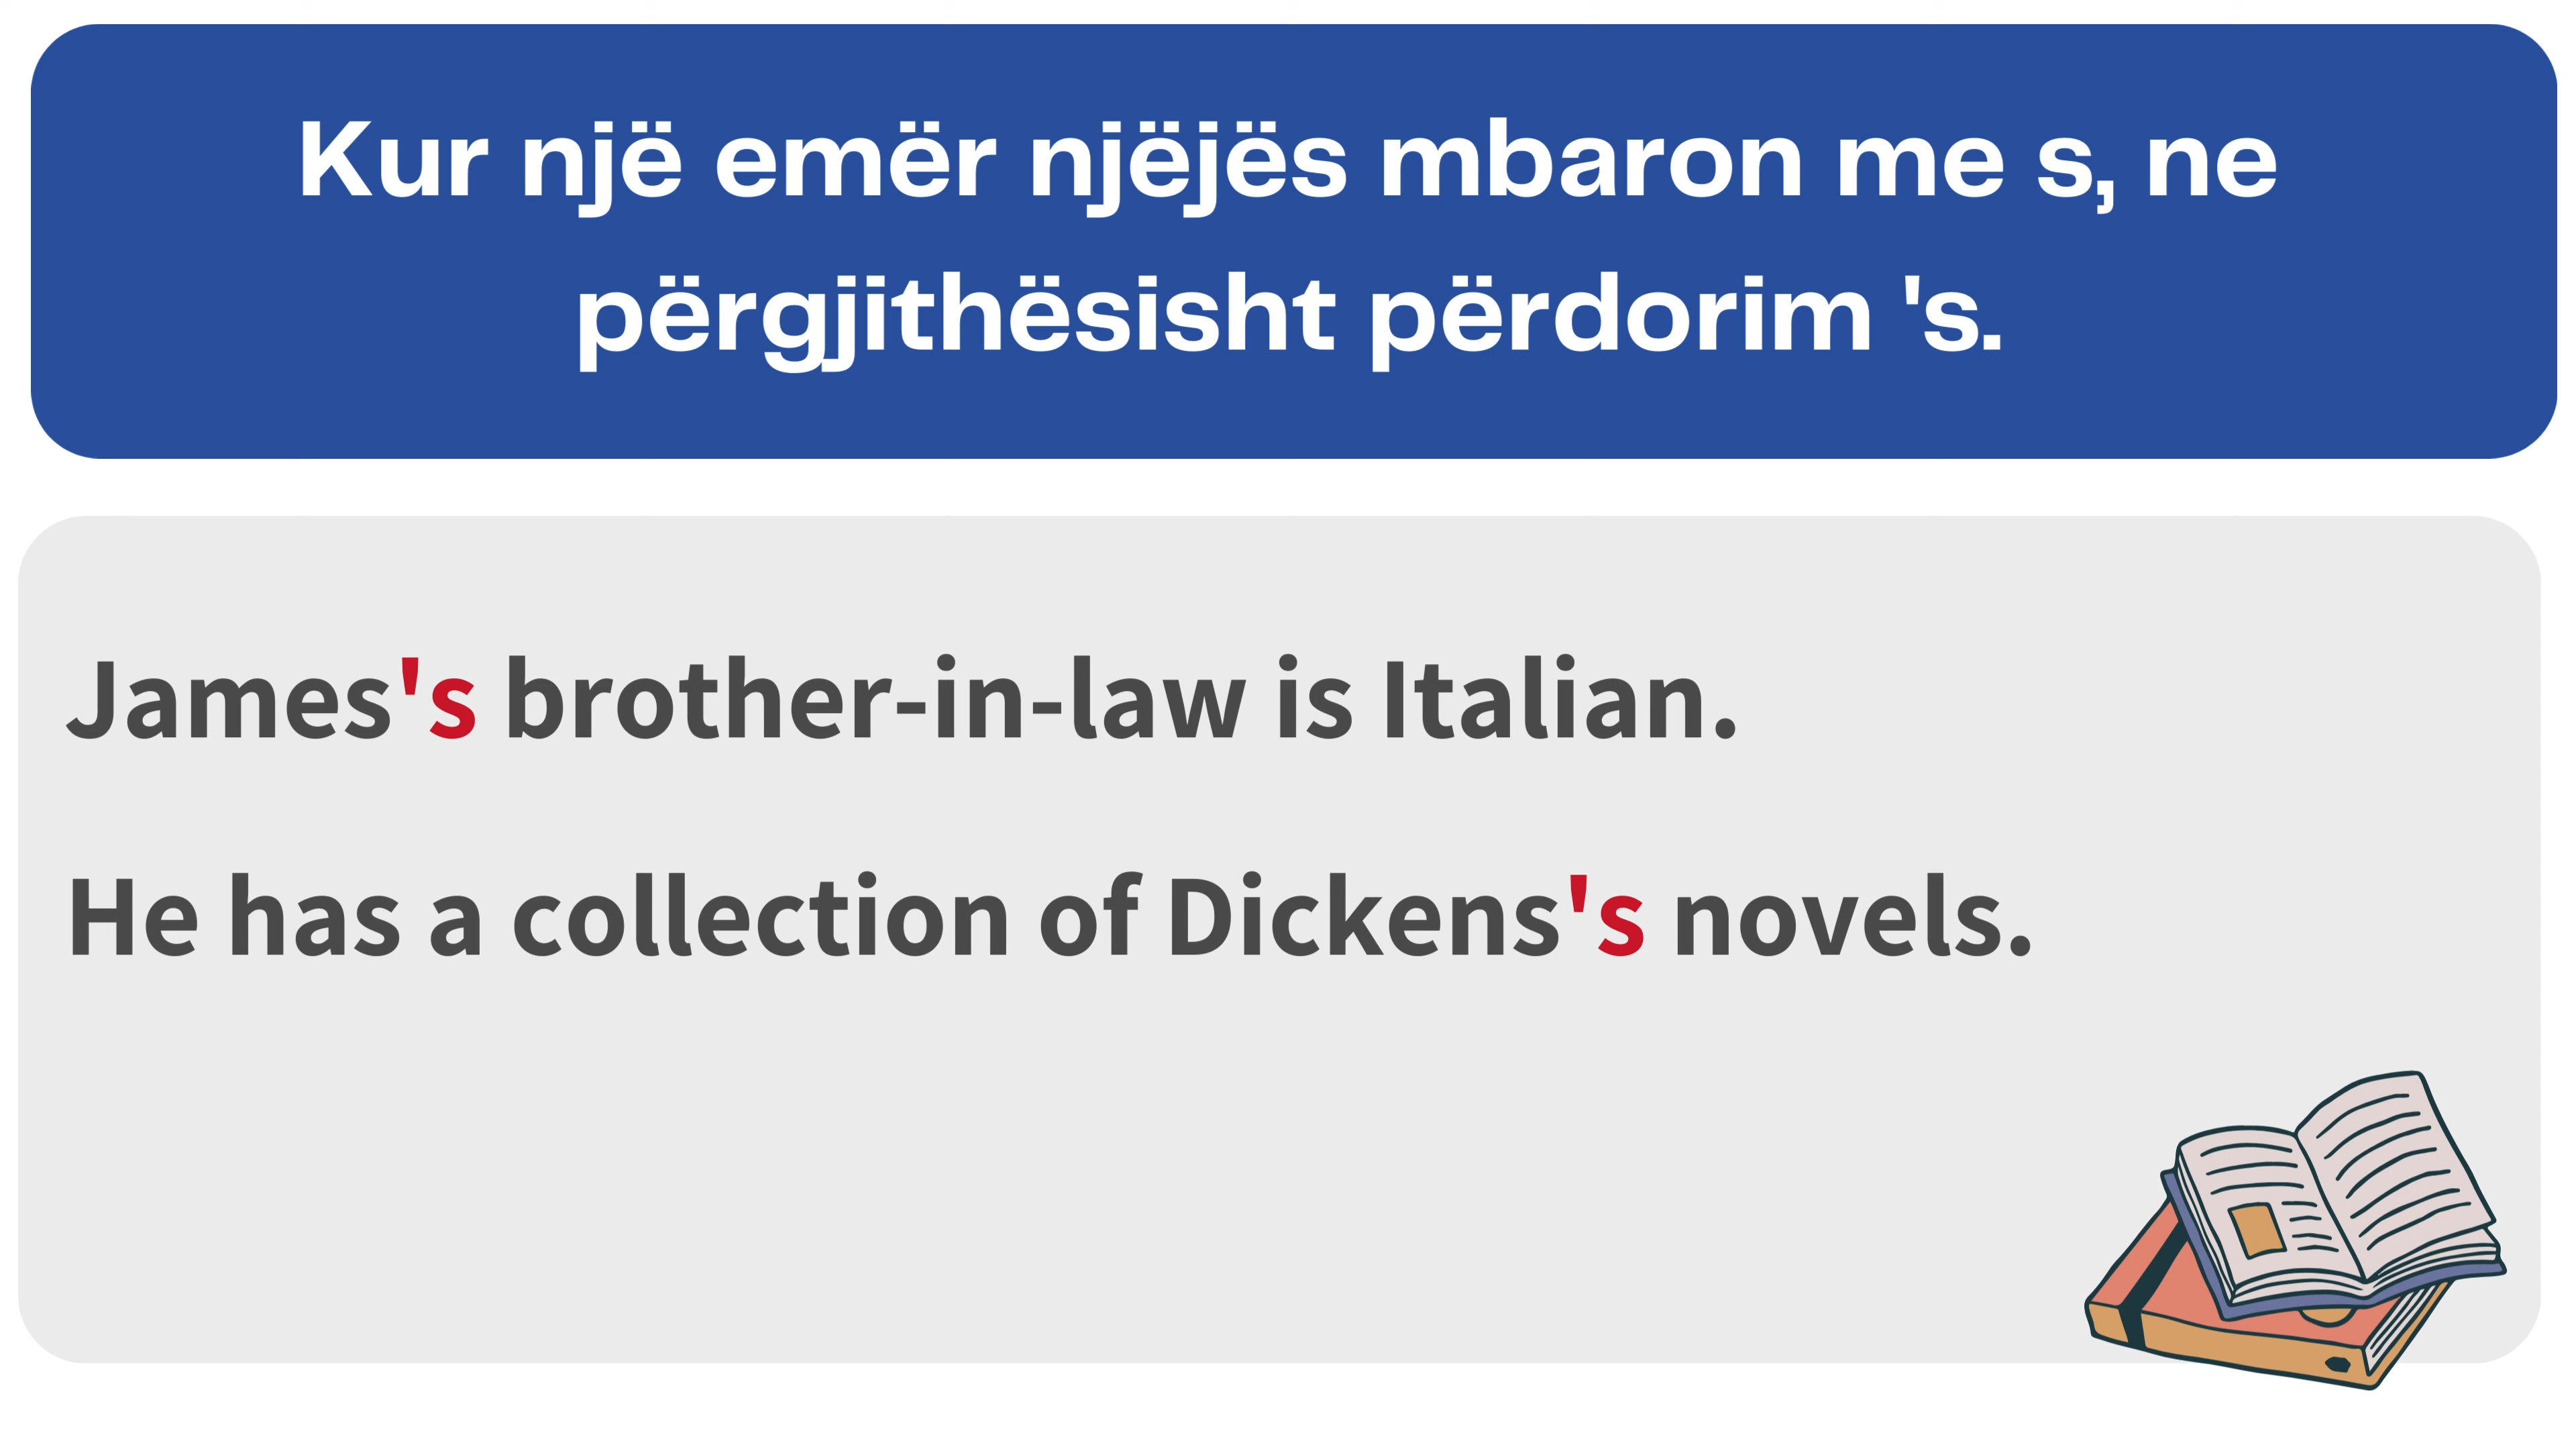 Kur një emër njëjës mbaron me s, ne
përgjithësisht përdorim 's.
James's brother-in-law is Italian.
He has a collection of Dickens's novels.